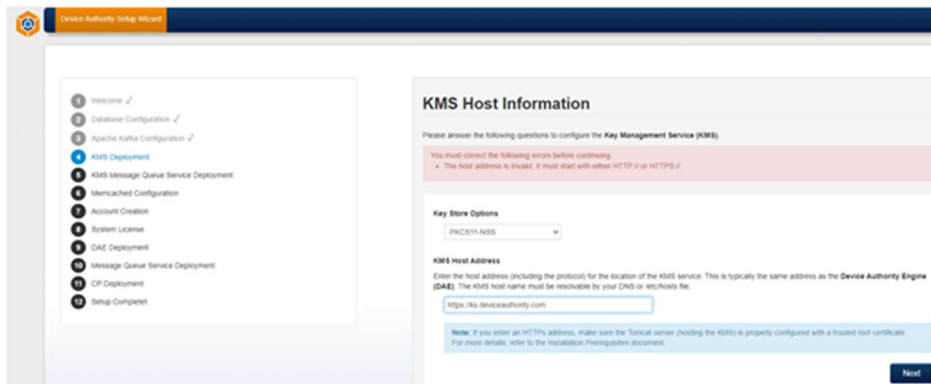 Device Authority Setup Wizard
1 Welcome ✓
2 Database Configuration ✓
3 Apache Kafka Configuration ✓
4 KMS Deployment
5 KMS Message Queue Service Deployment
6 Memcached Configuration
7 Account Creation
8 System License
9 DAE Deployment
10 Message Queue Service Deployment
11 CP Deployment
12 Setup Complete!
KMS Host Information
Please answer the following questions to configure the Key Management Service (KMS).
You must correct the following errors before continuing.
• The host address is invalid. It must start with either HTTP:// or HTTPS://.
Key Store Options
PKCS11-NSS
KMS Host Address
Enter the host address (including the protocol) for the location of the KMS service. This is typically the same address as the Device Authority Engine
(DAE). The KMS host name must be resolvable by your DNS or /etc/hosts file.
https://ks.deviceauthority.com
Note: If you enter an HTTPs address, make sure the Tomcat server (hosting the KMS) is properly configured with a trusted root certificate.
For more details, refer to the Installation Prerequisites document.
Next